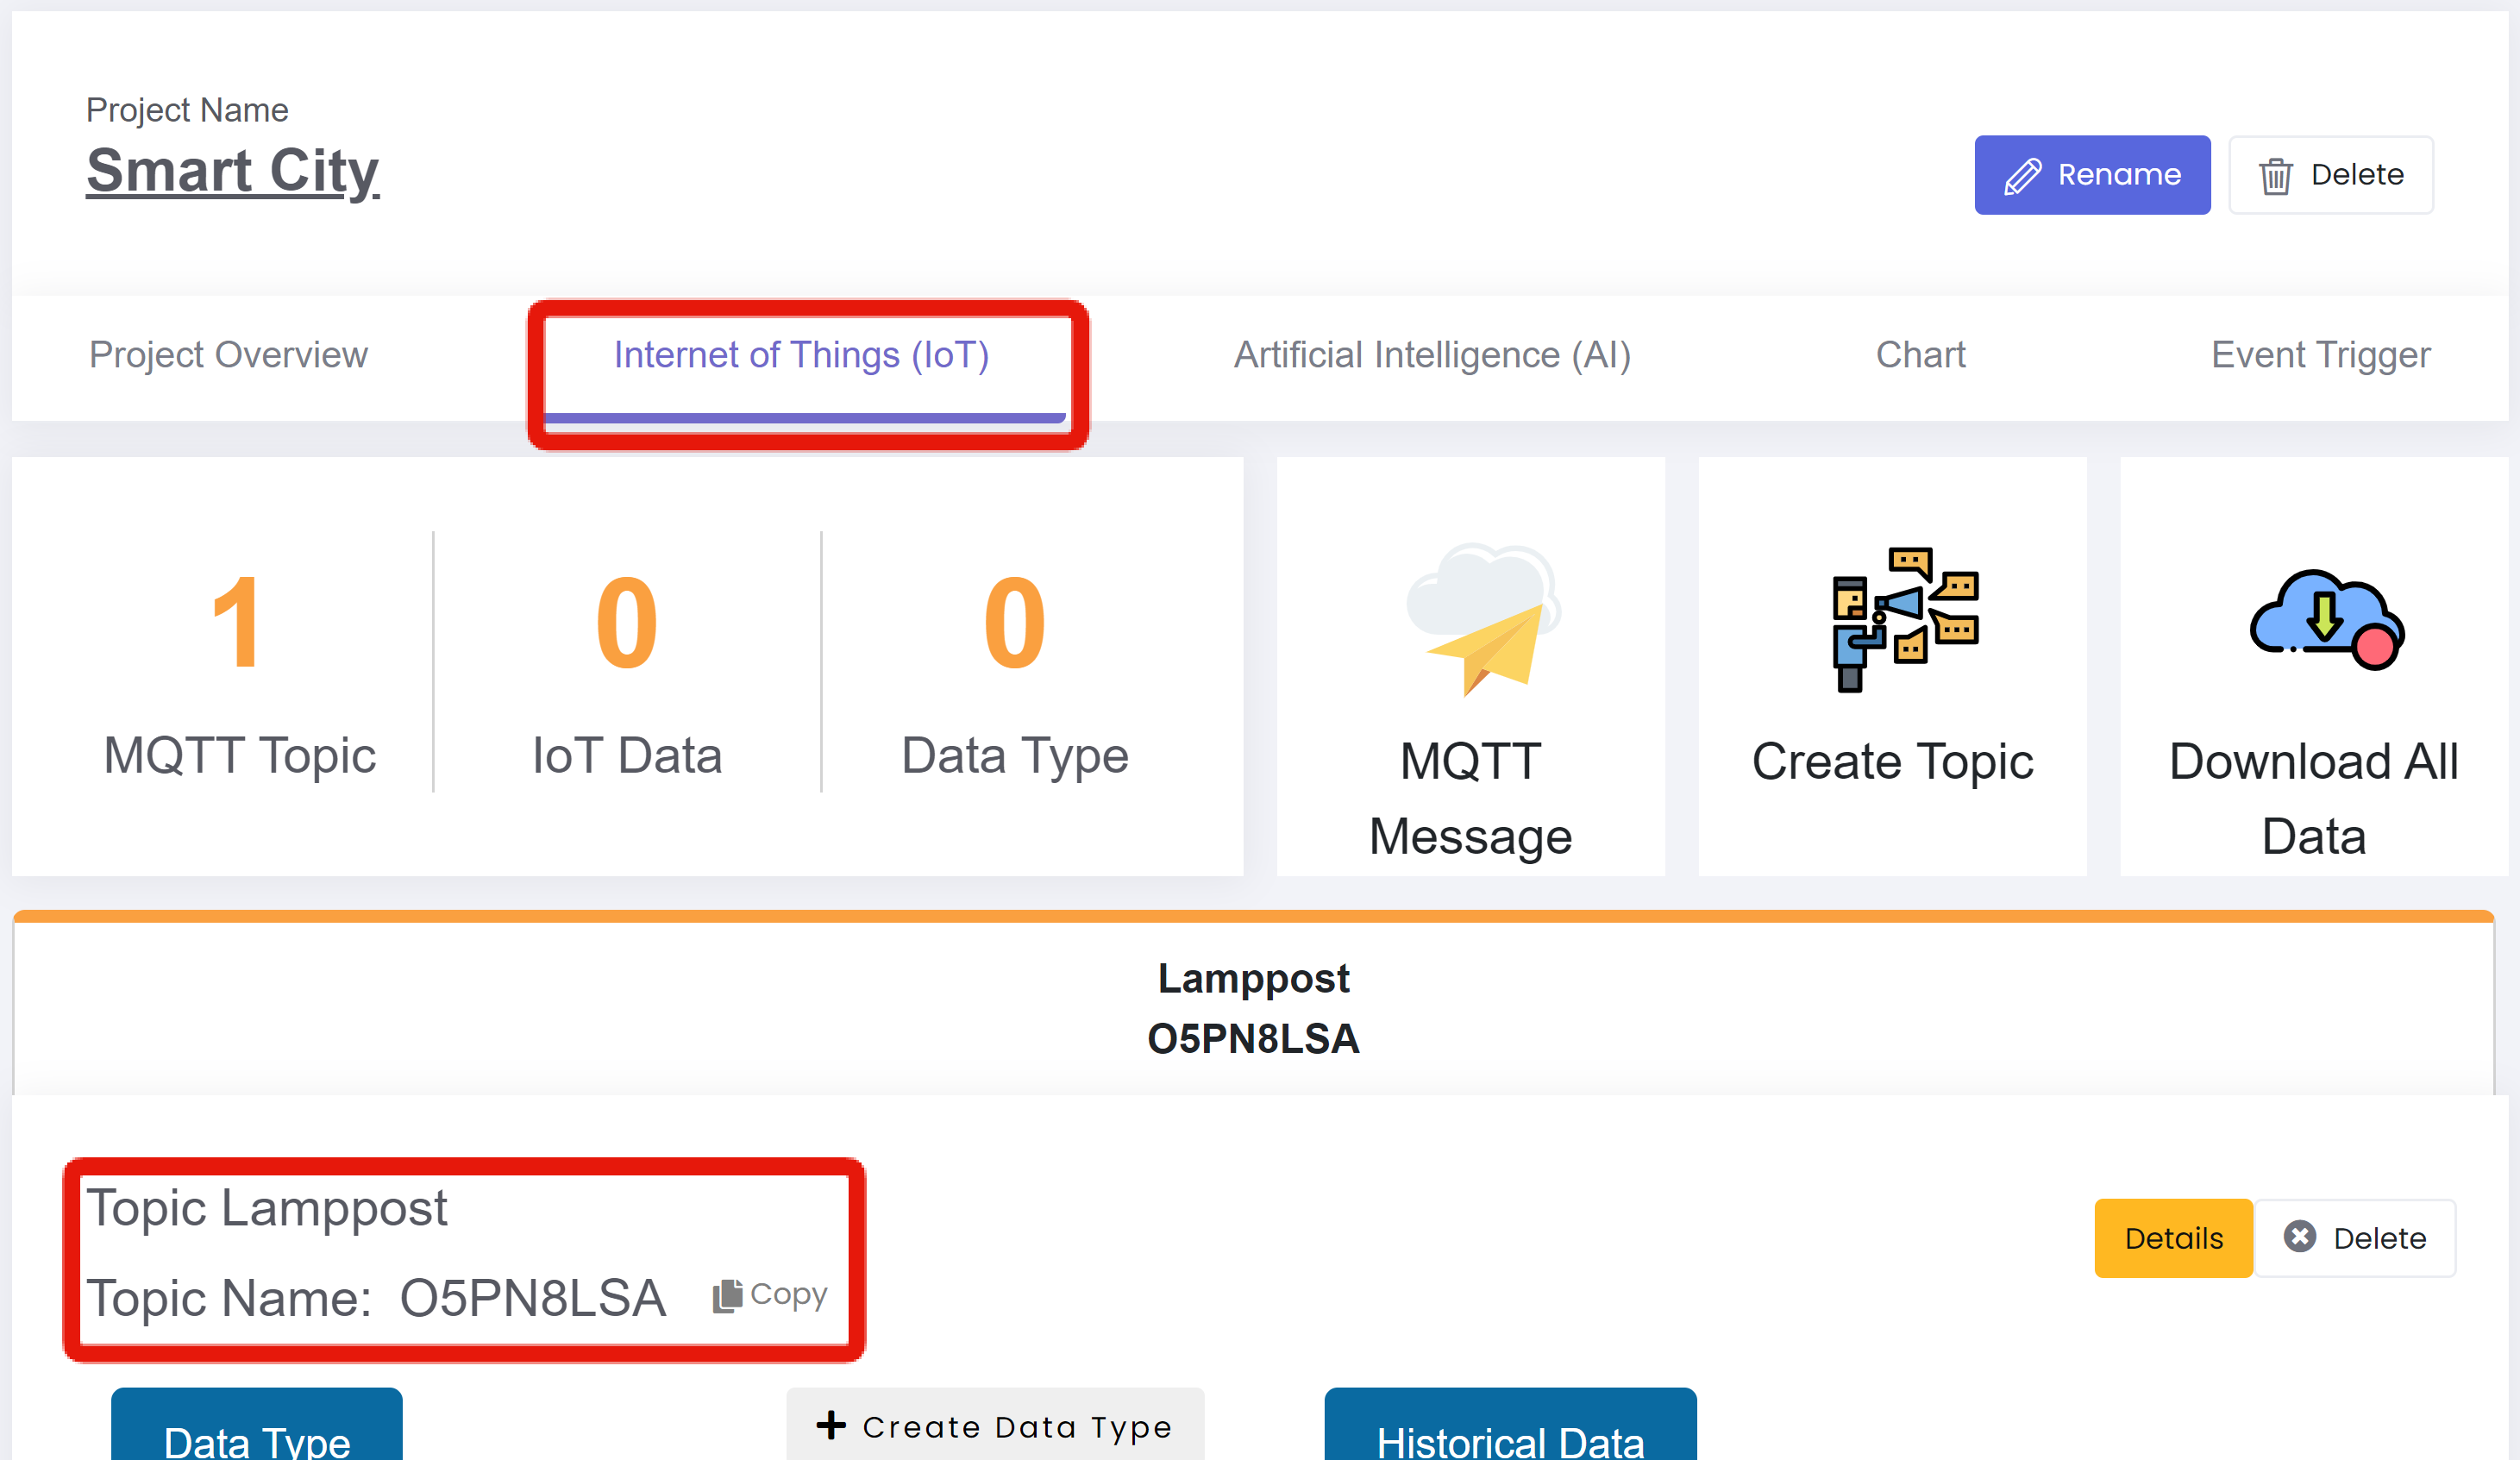 Project Name
Smart City
Rename
Delete
Project Overview
Internet of Things (IoT)
Artificial Intelligence (AI)
Chart
Event Trigger
1
MQTT Topic
0
IoT Data
0
Data Type
MQTT
Message
Create Topic
Download All
Data
Lamppost
O5PN8LSA
Topic Lamppost
Topic Name: O5PN8LSA
Copy
Details
Delete
Data Type
Create Data Type
Historical Data